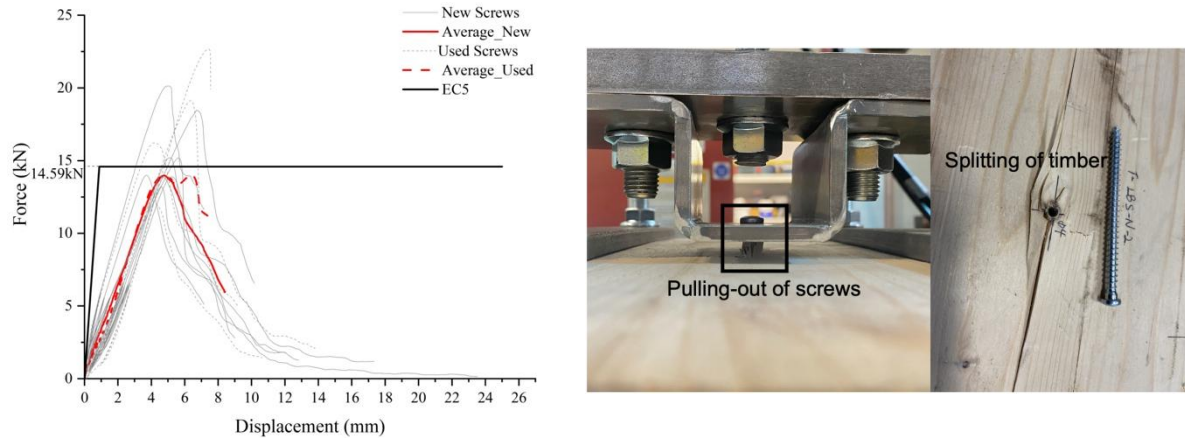 New Screws
Average_New
Used Screws
Average_Used
EC5
25
20
15
14.59kN
10
5
0
Force (kN)
0 2 4 6 8 10 12 14 16 18 20 22 24 26
Displacement (mm)
Pulling-out of screws
Splitting of timber
F-LBS-N-2